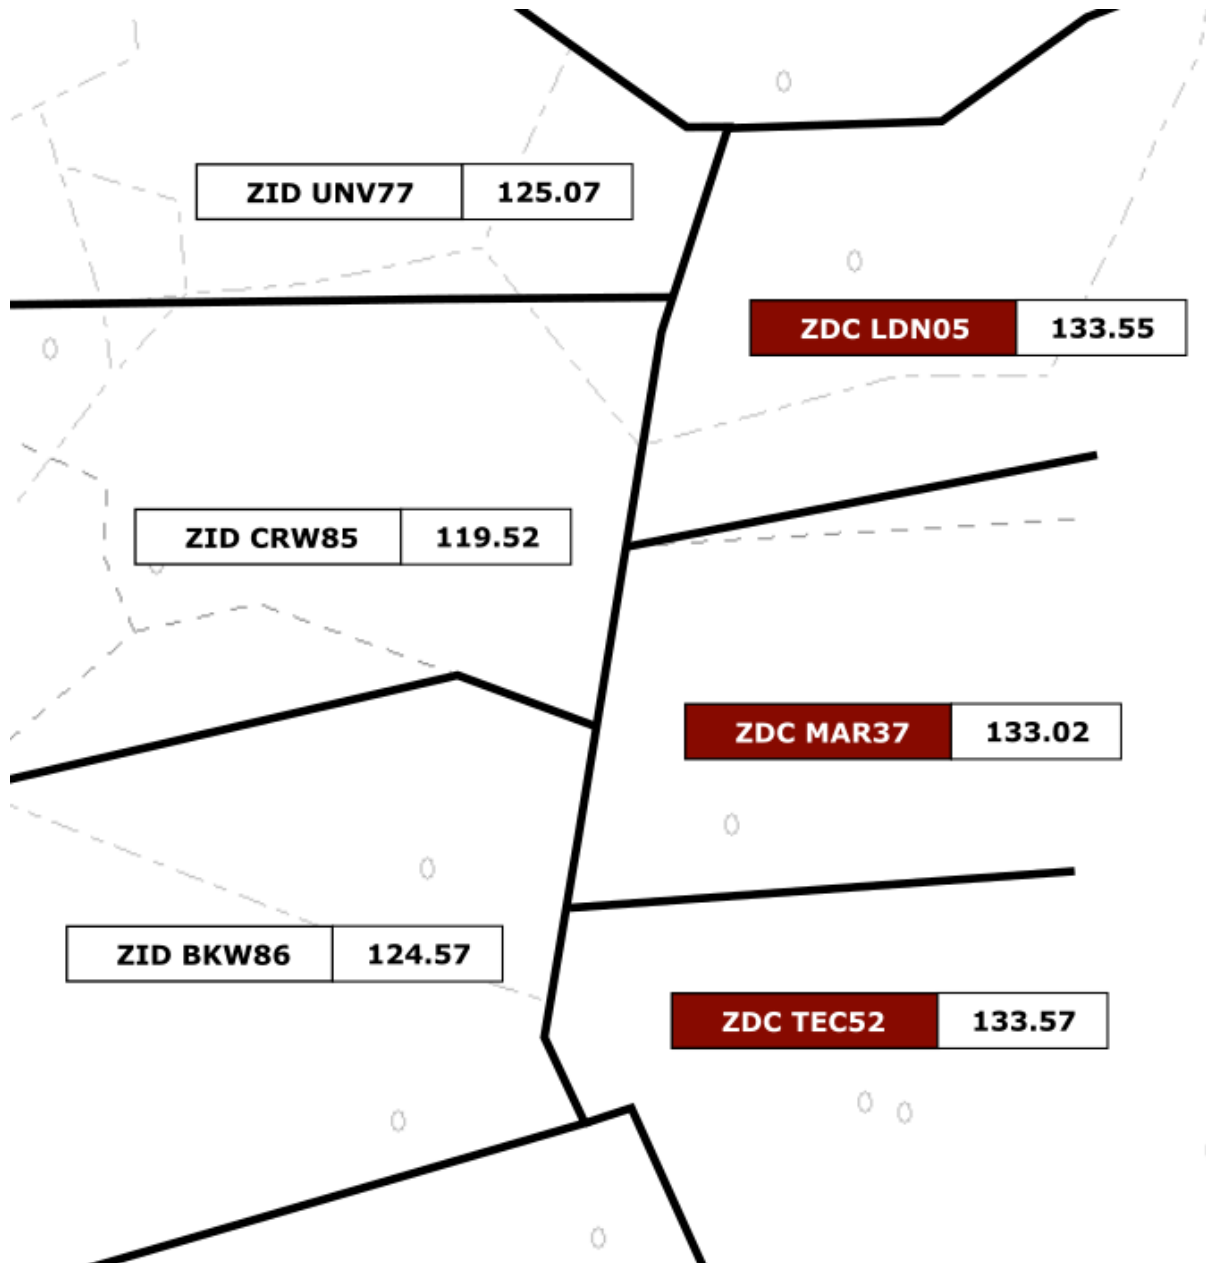 ZID UNV77 125.07
ZDC LDN05 133.55
ZID CRW85 119.52
ZDC MAR37 133.02
ZID BKW86 124.57
ZDC TEC52 133.57